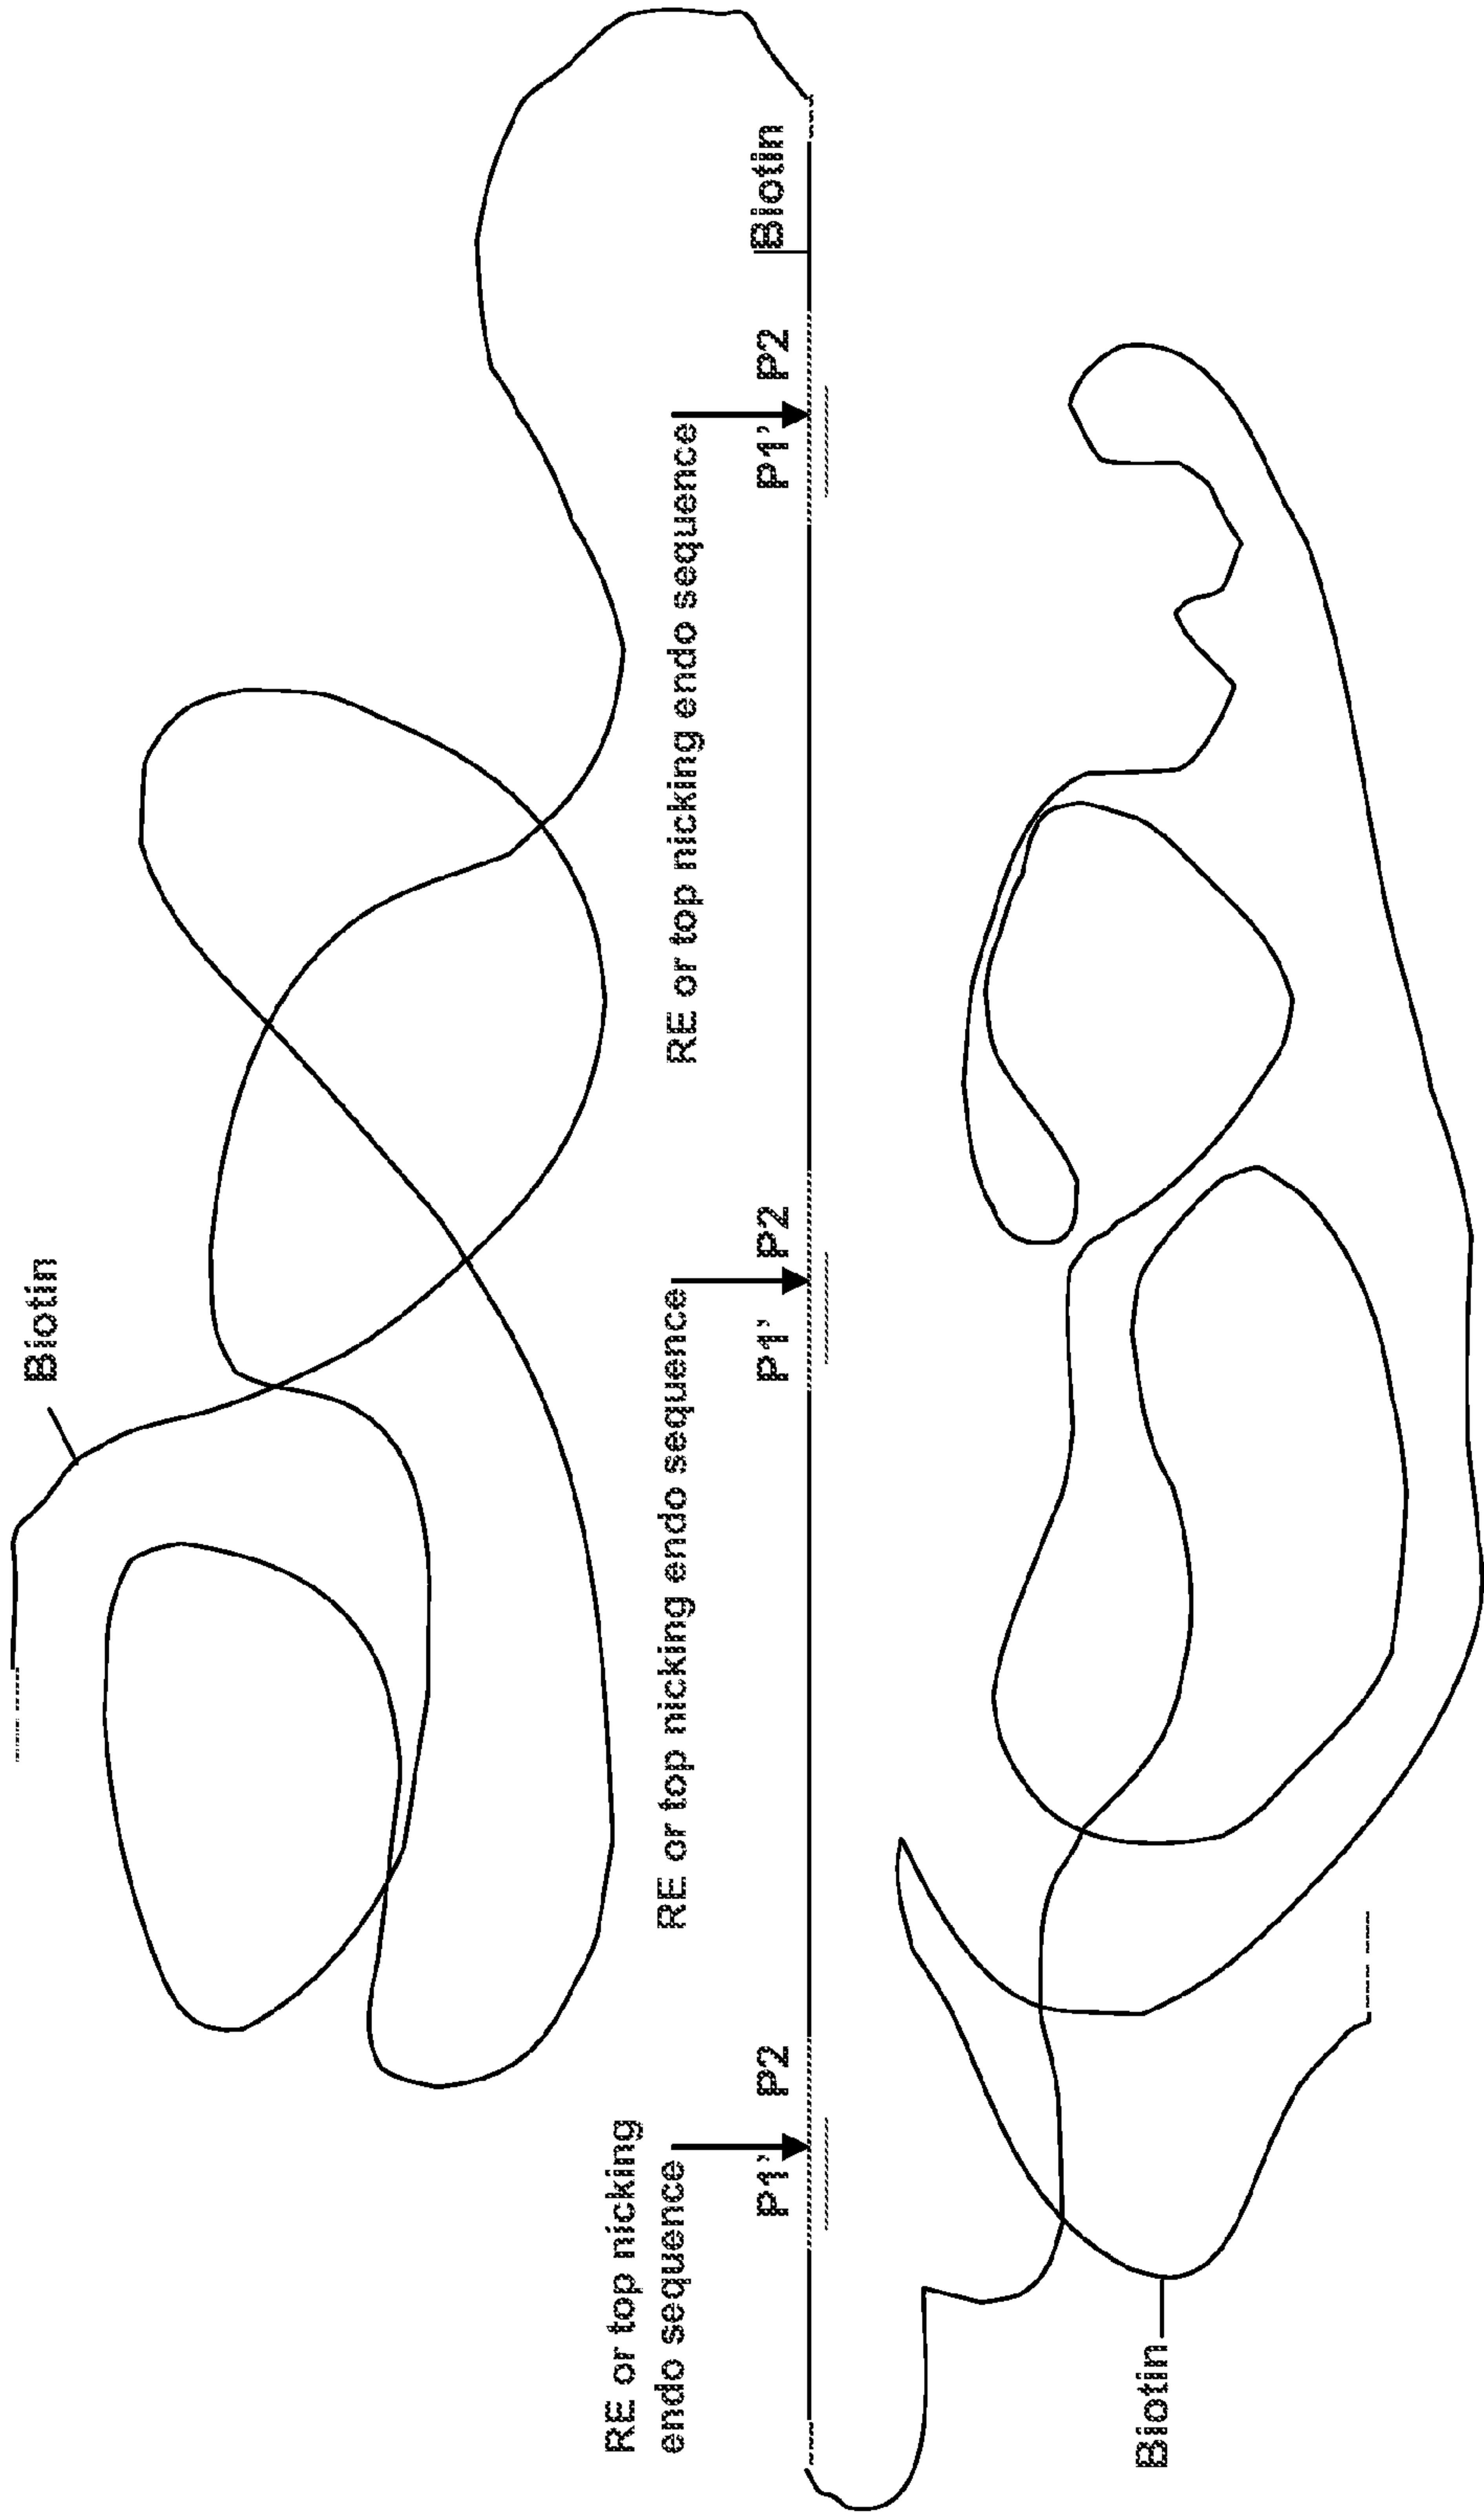 Biotin
RE or top nicking
endo sequence
RE or top nicking endo sequence
RE or top nicking endo sequence
P1' P2
P1' P2
P1' P2
Biotin
Biotin